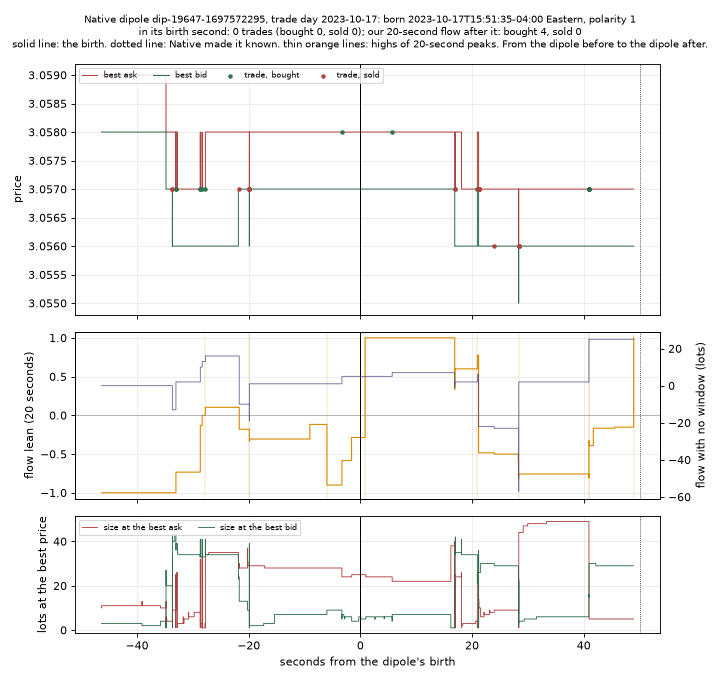 Native dipole dip-19647-1697572295, trade day 2023-10-17: born 2023-10-17T15:51:35-04:00 Eastern, polarity 1
in its birth second: 0 trades (bought 0, sold 0); our 20-second flow after it: bought 4, sold 0
solid line: the birth. dotted line: Native made it known. thin orange lines: highs of 20-second peaks. From the dipole before to the dipole after.
best ask
best bid
trade, bought
trade, sold
3.0590
3.0585
3.0580
3.0575
3.0570
3.0565
3.0560
3.0555
3.0550
price
1.0
0.5
0.0
−0.5
−1.0
flow lean (20 seconds)
20
0
−20
−40
−60
flow with no window (lots)
size at the best ask
size at the best bid
40
20
0
lots at the best price
−40
−20
0
20
40
seconds from the dipole's birth